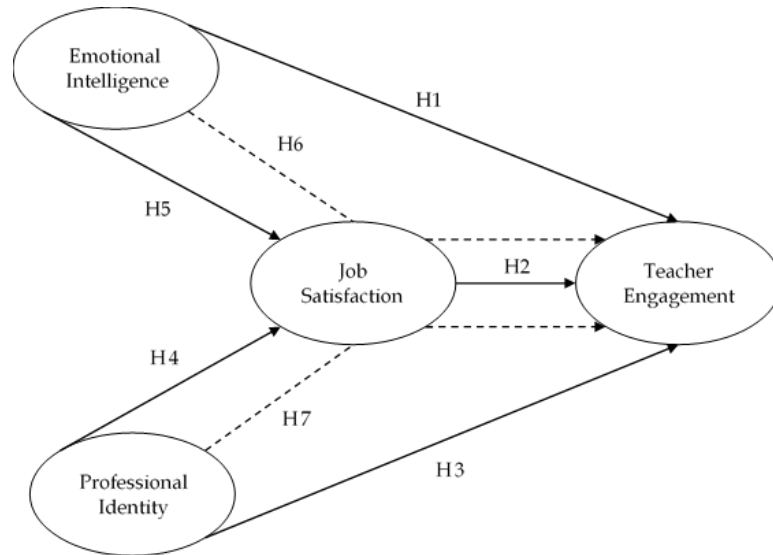 Emotional
Intelligence
H1
H6
H5
Job
Satisfaction
H2
Teacher
Engagement
H4
H7
H3
Professional
Identity